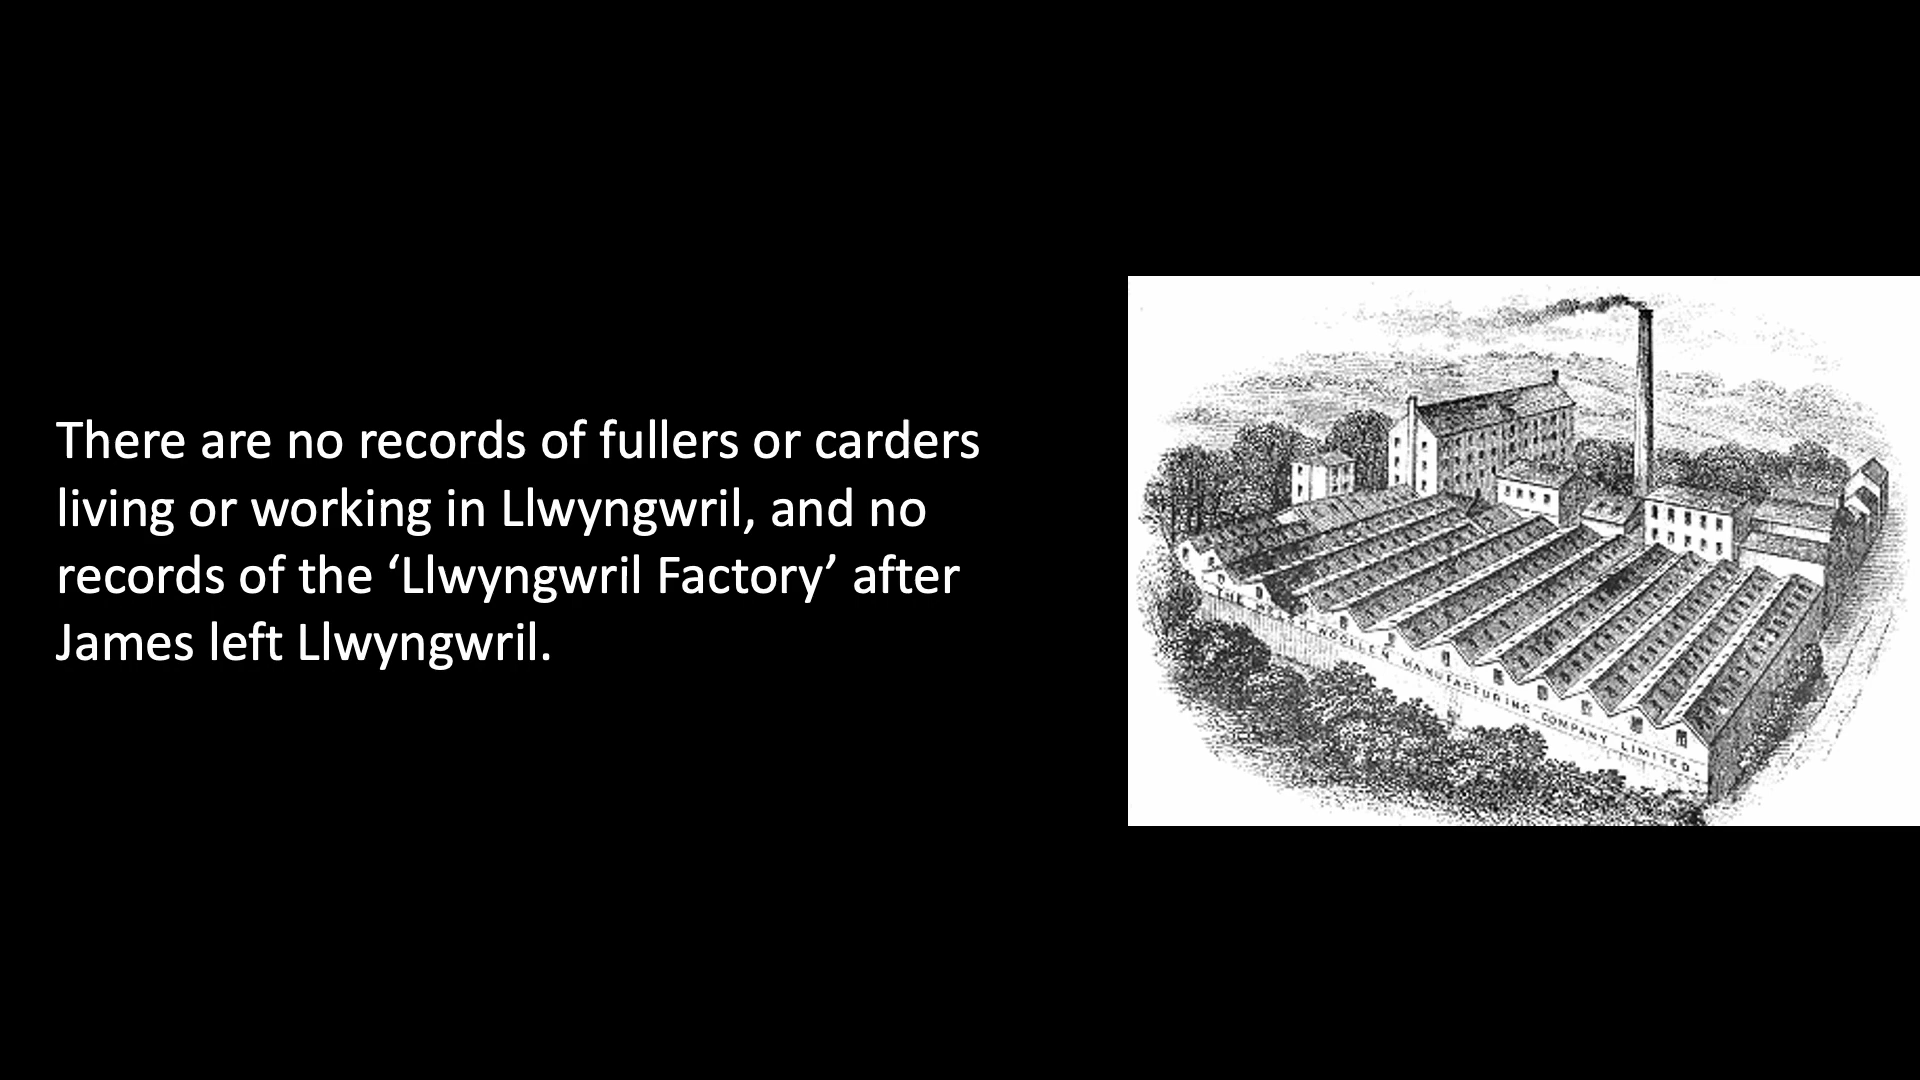 There are no records of fullers or carders
living or working in Llwyngwril, and no
records of the ‘Llwyngwril Factory’ after
James left Llwyngwril.
WOOLLEN MANUFACTURING COMPANY LIMITED.